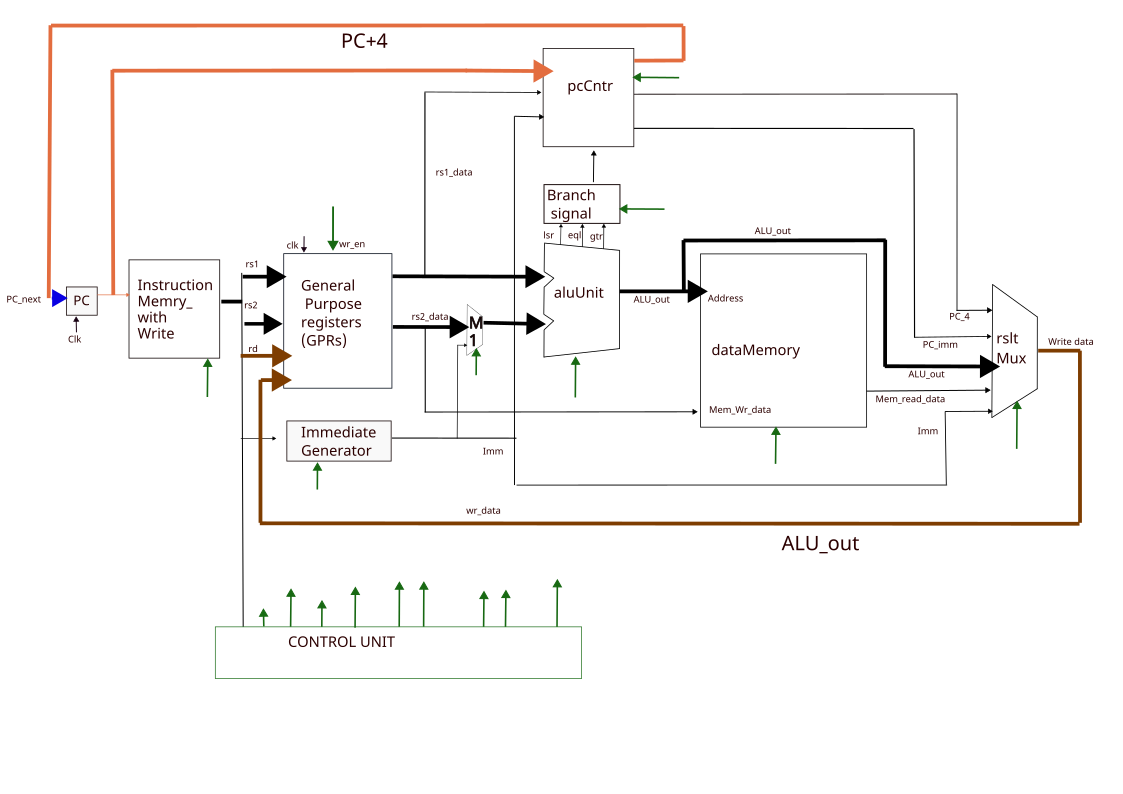 PC+4
pcCntr
rs1_data
Branch
signal
lsr
eql
gtr
ALU_out
clk
wr_en
rs1
Instruction
Memry_
with
Write
General
Purpose
registers
(GPRs)
aluUnit
PC_next
PC
Clk
rs2
rs2_data
M
1
ALU_out
Address
dataMemory
Mem_Wr_data
PC_4
PC_imm
rslt
Mux
Write data
ALU_out
Mem_read_data
rd
Immediate
Generator
Imm
Imm
wr_data
ALU_out
CONTROL UNIT